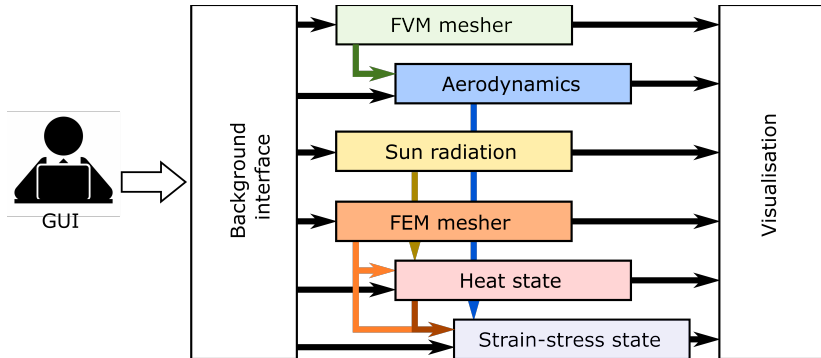 FVM mesher
Aerodynamics
Sun radiation
FEM mesher
Heat state
Strain-stress state
GUI
Background
interface
Visualisation